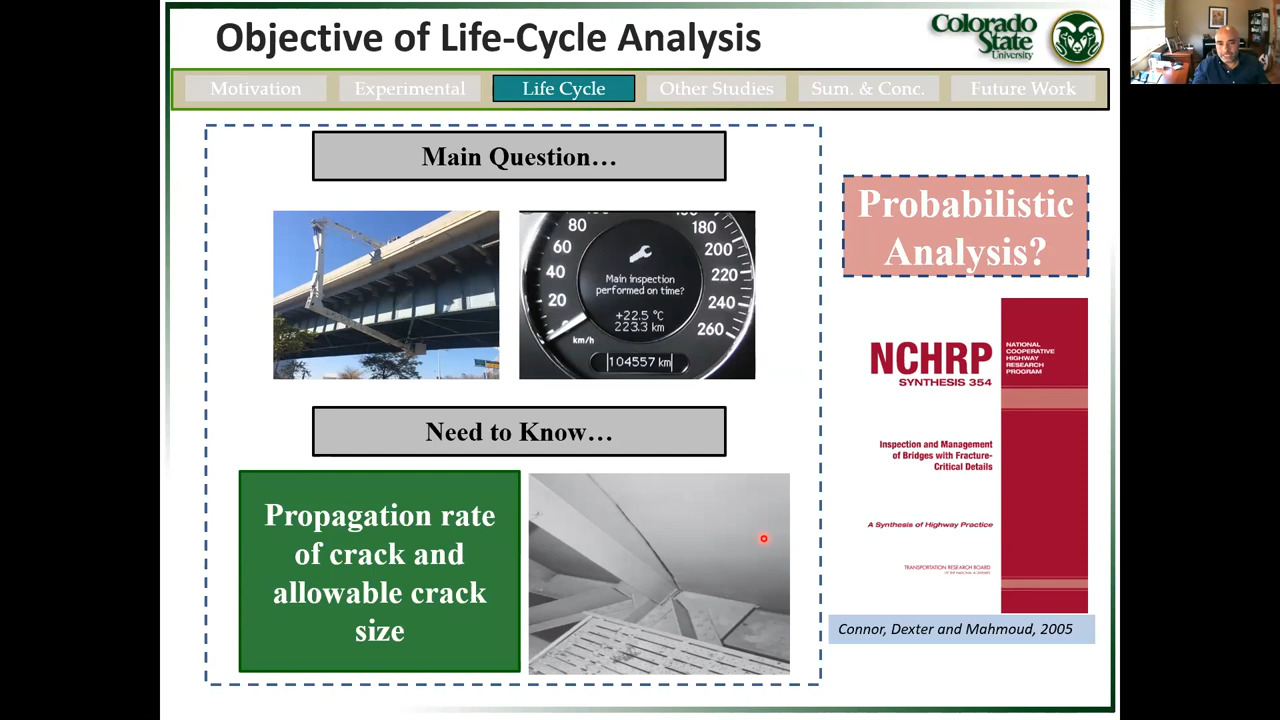 Objective of Life-Cycle Analysis
Colorado
State
University
Motivation
Experimental
Life Cycle
Other Studies
Sum. & Conc.
Future Work
Main Question…
80
60
40
20
km/h
180
200
220
240
260
Main inspection
performed on time?
+22.5 °C
223.3 km
104557 km
Need to Know…
Propagation rate
of crack and
allowable crack
size
Probabilistic
Analysis?
NCHRP
SYNTHESIS 354
NATIONAL
COOPERATIVE
HIGHWAY
RESEARCH
PROGRAM
Inspection and Management
of Bridges with Fracture-
Critical Details
A Synthesis of Highway Practice
TRANSPORTATION RESEARCH BOARD
Connor, Dexter and Mahmoud, 2005